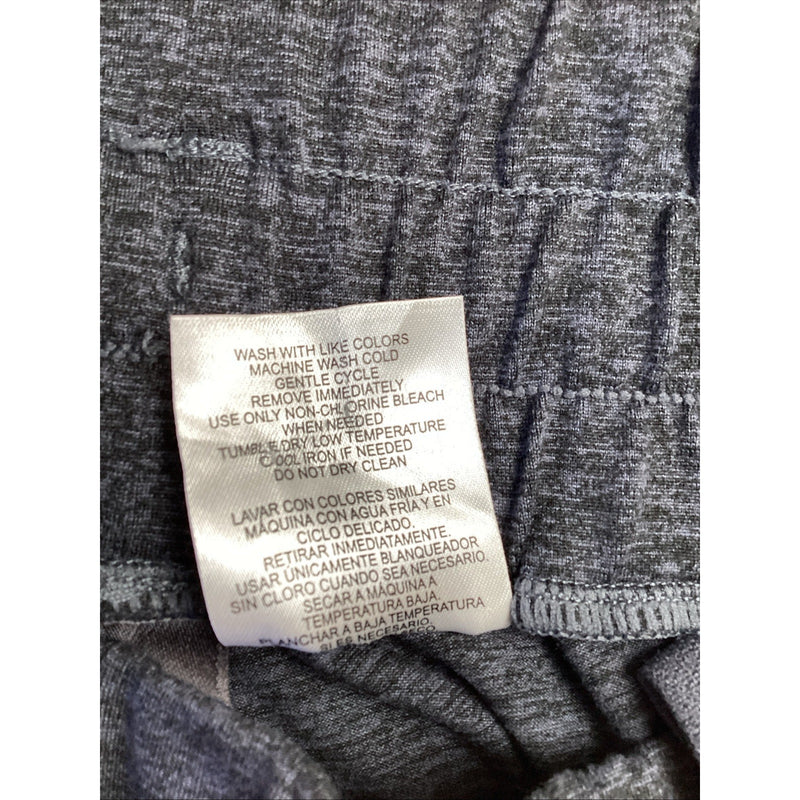 WASH WITH LIKE COLORS
MACHINE WASH COLD
GENTLE CYCLE
REMOVE IMMEDIATELY
USE ONLY NON-CHLORINE BLEACH
WHEN NEEDED
TUMBLE DRY LOW TEMPERATURE
COOL IRON IF NEEDED
DO NOT DRY CLEAN
LAVAR CON COLORES SIMILARES
MÁQUINA CON AGUA FRÍA Y EN
CICLO DELICADO.
RETIRAR INMEDIATAMENTE.
USAR ÚNICAMENTE BLANQUEADOR
SIN CLORO CUANDO SEA NECESARIO.
SECAR A MÁQUINA A
TEMPERATURA BAJA.
PLANCHAR A BAJA TEMPERATURA
NECESARIO.